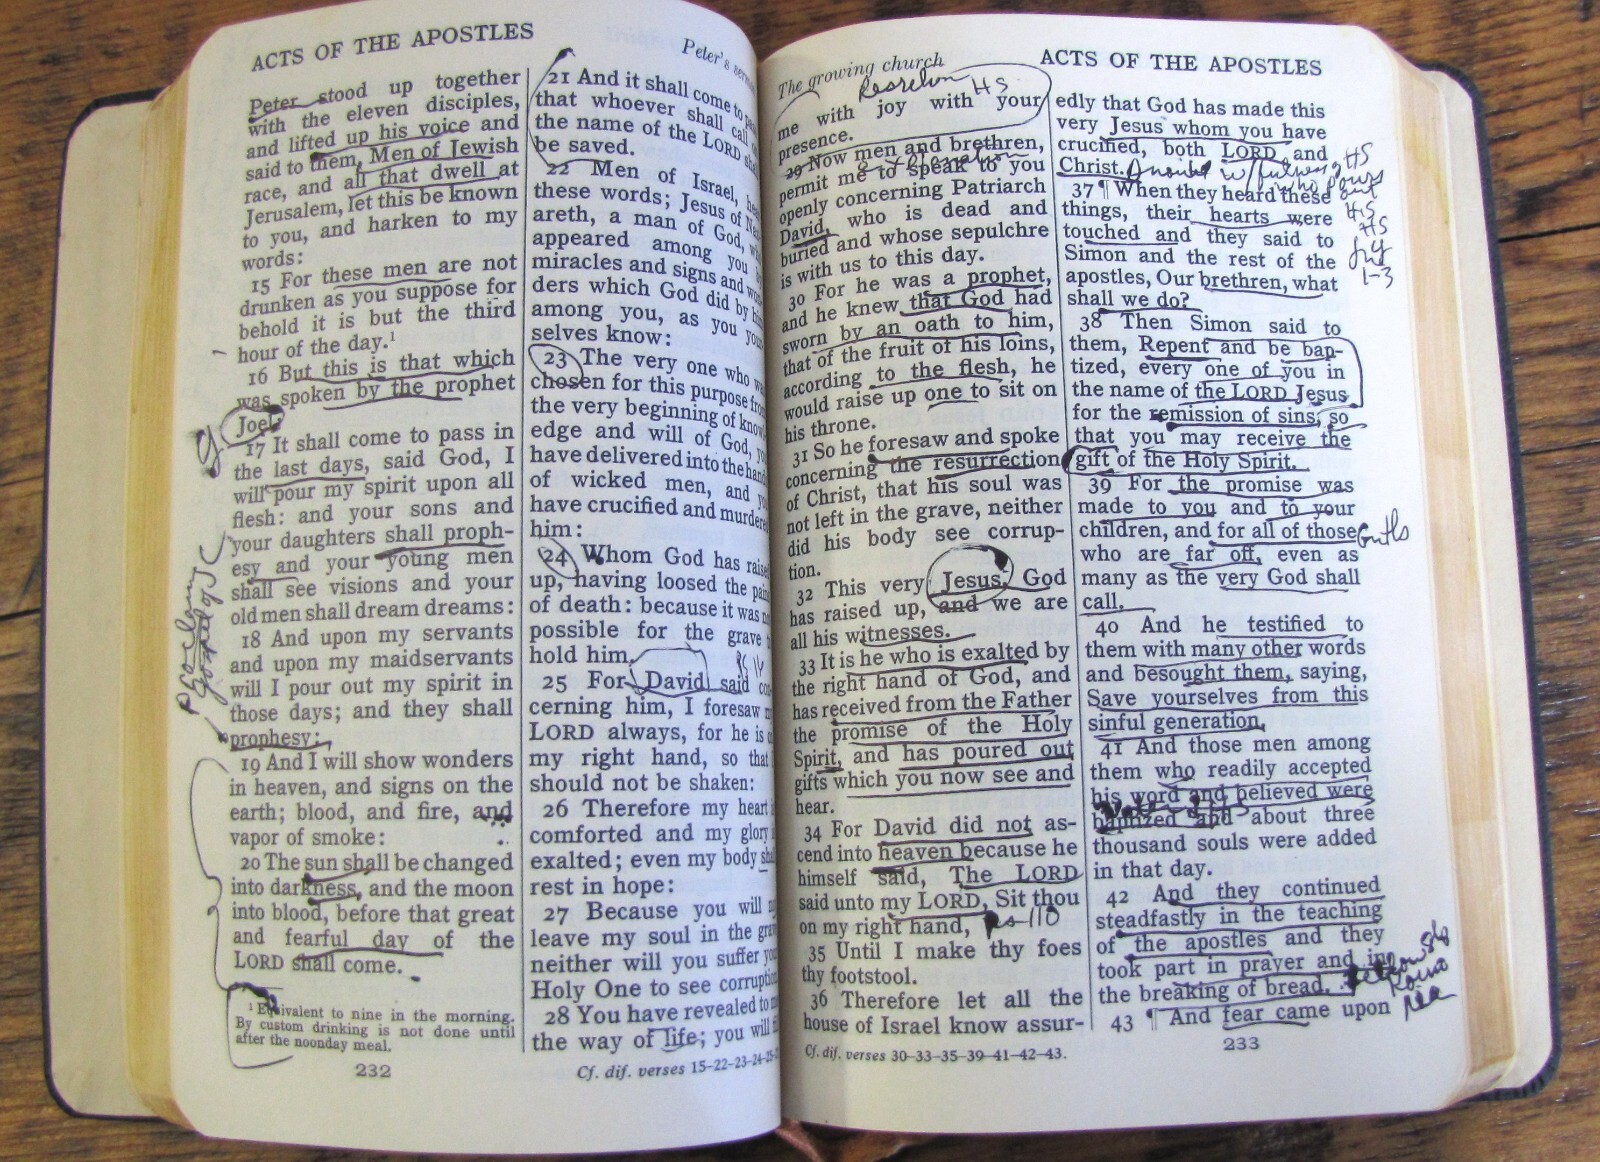 ACTS OF THE APOSTLES
Peter's
Peter stood up together
with the eleven disciples,
and lifted up his voice and
said to them, Men of Jewish
race, and all that dwell at
Jerusalem, let this be known
to you, and harken to my
words:
15 For these men are not
drunken as you suppose for
behold it is but the third
hour of the day.¹
16 But this is that which
was spoken by the prophet
Joel:
17 It shall come to pass in
the last days, said God, I
will pour my spirit upon all
flesh: and your sons and
your daughters shall proph-
esy and your young men
shall see visions and your
old men shall dream dreams:
18 And upon my servants
and upon my maidservants
will I pour out my spirit in
those days; and they shall
prophesy:
19 And I will show wonders
in heaven, and signs on the
earth; blood, and fire, and
vapor of smoke:
20 The sun shall be changed
into darkness, and the moon
into blood, before that great
and fearful day of the
LORD shall come.
¹ Equivalent to nine in the morning.
By custom drinking is not done until
after the noonday meal.
232
21 And it shall come to
that whoever shall call
the name of the LORD
be saved.
22 Men of Israel,
these words; Jesus of
areth, a man of God,
appeared among you
miracles and signs and
ders which God did by
among you, as you
selves know:
23 The very one who
chosen for this purpose
the very beginning of
edge and will of God,
have delivered into the
of wicked men, and
have crucified and
him:
24 Whom God has
up, having loosed the
of death: because it was
possible for the grave
hold him.
25 For David said
cerning him, I foresaw
LORD always, for he is
my right hand, so that
should not be shaken:
26 Therefore my heart
comforted and my glory
exalted; even my body
rest in hope:
27 Because you will
leave my soul in the
neither will you suffer
Holy One to see corruption
28 You have revealed to
the way of life; you will
Cf. dif. verses 15-22-23-24-25
The growing church
ACTS OF THE APOSTLES
HS
me with joy with your
presence.
29 Now men and brethren,
permit me to speak to you
openly concerning Patriarch
David, who is dead and
buried and whose sepulchre
is with us to this day.
30 For he was a prophet,
and he knew that God had
sworn by an oath to him,
that of the fruit of his loins,
according to the flesh, he
would raise up one to sit on
his throne.
31 So he foresaw and spoke
concerning the resurrection
of Christ, that his soul was
not left in the grave, neither
did his body see corrup-
tion.
32 This very Jesus, God
has raised up, and we are
all his witnesses.
33 It is he who is exalted by
the right hand of God, and
has received from the Father
the promise of the Holy
Spirit, and has poured out
gifts which you now see and
hear.
34 For David did not as-
cend into heaven because he
himself said, The LORD
said unto my LORD, Sit thou
on my right hand, Ps 110
35 Until I make thy foes
thy footstool.
36 Therefore let all the
house of Israel know assur-
Cf. dif. verses 30-33-35-39-41-42-43.
edly that God has made this
very Jesus whom you have
crucified, both LORD and
Christ.
HS
37 ¶ When they heard these
things, their hearts were
touched and they said to
Simon and the rest of the
apostles, Our brethren, what
shall we do?
HS
HS
1-3
38 Then Simon said to
them, Repent and be bap-
tized, every one of you in
the name of the LORD Jesus
for the remission of sins, so
that you may receive the
gift of the Holy Spirit.
39 For the promise was
made to you and to your
children, and for all of those
who are far off, even as
many as the very God shall
call.
40 And he testified to
them with many other words
and besought them, saying,
Save yourselves from this
sinful generation.
41 And those men among
them who readily accepted
his word and believed were
baptized and about three
thousand souls were added
in that day.
42 And they continued
steadfastly in the teaching
of the apostles and they
took part in prayer and in
the breaking of bread.
43 ¶ And fear came upon
233